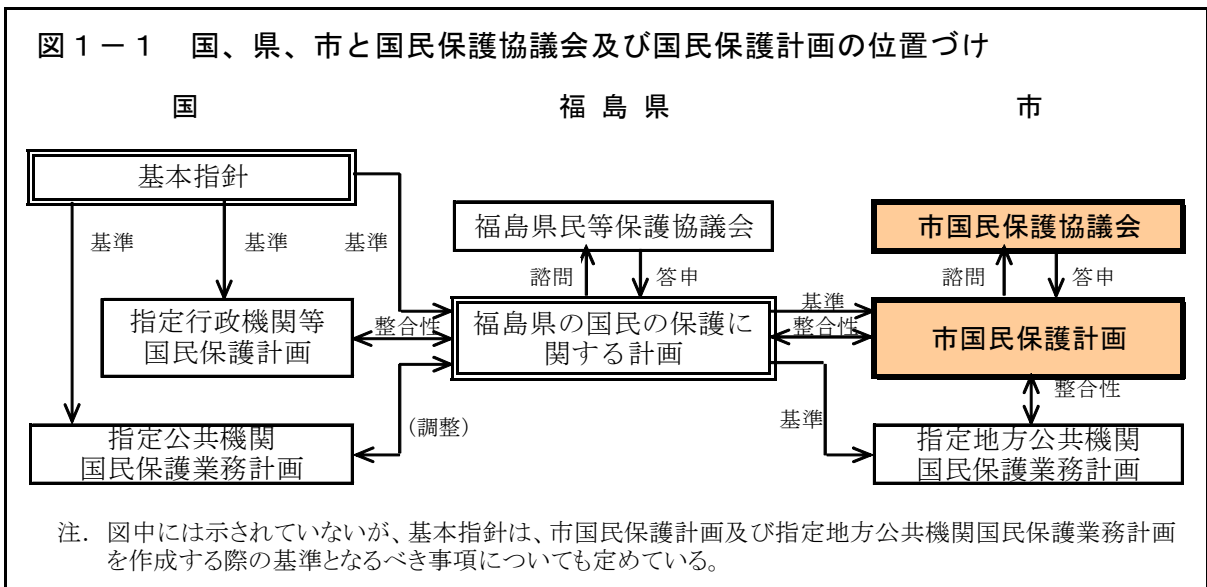 図１－１　国、県、市と国民保護協議会及び国民保護計画の位置づけ
国
福島県
市
基本指針
福島県民等保護協議会
市国民保護協議会
基準
基準
基準
諮問
答申
諮問
答申
指定行政機関等
国民保護計画
整合性
福島県の国民の保護に
関する計画
基準
整合性
市国民保護計画
整合性
(調整)
基準
指定公共機関
国民保護業務計画
指定地方公共機関
国民保護業務計画
注．図中には示されていないが、基本指針は、市国民保護計画及び指定地方公共機関国民保護業務計画
を作成する際の基準となるべき事項についても定めている。